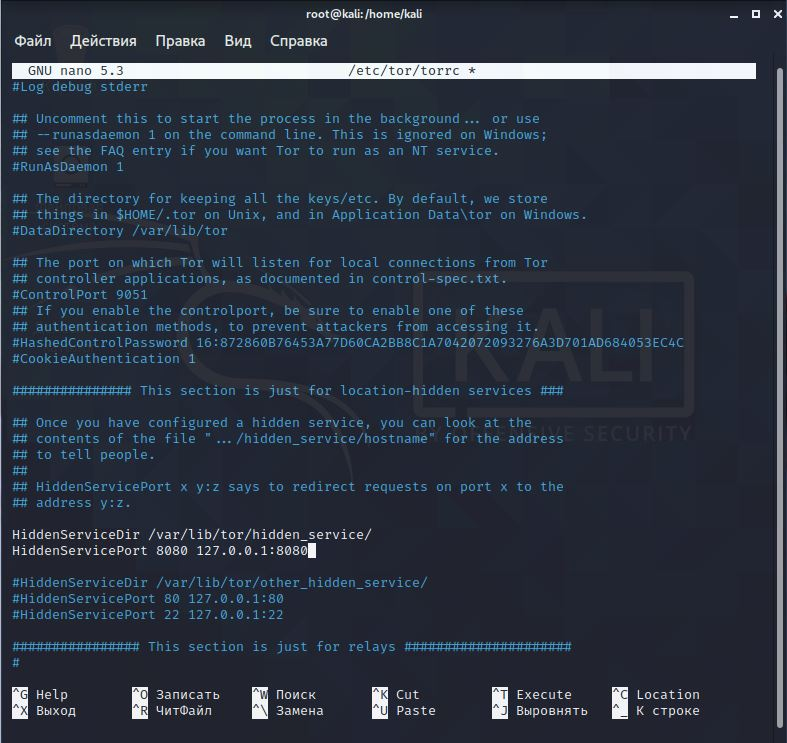 root@kali:/home/kali
Файл Действия Правка Вид Справка
GNU nano 5.3 /etc/tor/torrc *
#Log debug stderr
## Uncomment this to start the process in the background... or use
## --runasdaemon 1 on the command line. This is ignored on Windows;
## see the FAQ entry if you want Tor to run as an NT service.
#RunAsDaemon 1
## The directory for keeping all the keys/etc. By default, we store
## things in $HOME/.tor on Unix, and in Application Data\tor on Windows.
#DataDirectory /var/lib/tor
## The port on which Tor will listen for local connections from Tor
## controller applications, as documented in control-spec.txt.
#ControlPort 9051
## If you enable the controlport, be sure to enable one of these
## authentication methods, to prevent attackers from accessing it.
#HashedControlPassword 16:872860B76453A77D60CA2BB8C1A7042072093276A3D701AD684053EC4C
#CookieAuthentication 1
############### This section is just for location-hidden services ###
## Once you have configured a hidden service, you can look at the
## contents of the file ".../hidden_service/hostname" for the address
## to tell people.
##
## HiddenServicePort x y:z says to redirect requests on port x to the
## address y:z.
HiddenServiceDir /var/lib/tor/hidden_service/
HiddenServicePort 8080 127.0.0.1:8080
#HiddenServiceDir /var/lib/tor/other_hidden_service/
#HiddenServicePort 80 127.0.0.1:80
#HiddenServicePort 22 127.0.0.1:22
################ This section is just for relays #####################
#
^G Help ^O Записать ^W Поиск ^K Cut ^T Execute ^C Location
^X Выход ^R ЧитФайл ^\ Замена ^U Paste ^J Выровнять ^_ К строке
KALI
BY OFFENSIVE SECURITY